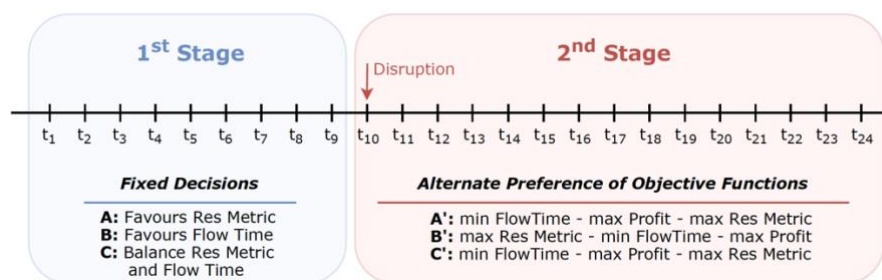 1st Stage
2nd Stage
Disruption
t1 t2 t3 t4 t5 t6 t7 t8 t9 t10 t11 t12 t13 t14 t15 t16 t17 t18 t19 t20 t21 t22 t23 t24
Fixed Decisions
A: Favours Res Metric
B: Favours Flow Time
C: Balance Res Metric
and Flow Time
Alternate Preference of Objective Functions
A': min FlowTime - max Profit - max Res Metric
B': max Res Metric - min FlowTime - max Profit
C': min FlowTime - max Profit - max Res Metric